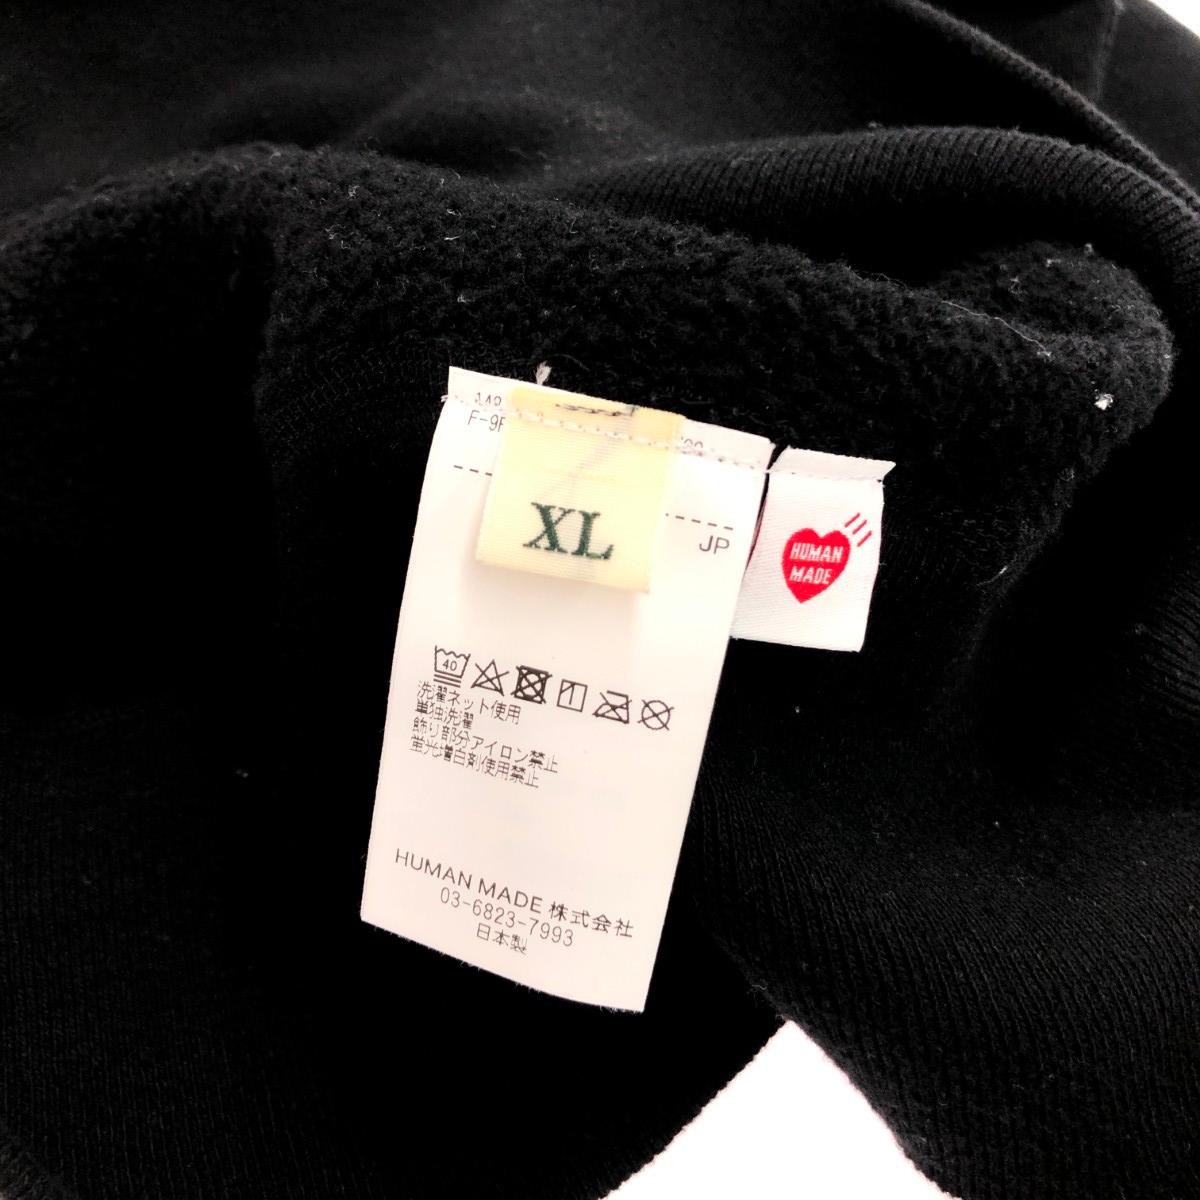 XL
JP
HUMAN
MADE
40
洗濯ネット使用
単独洗濯
飾り部分アイロン禁止
蛍光増白剤使用禁止
HUMAN MADE 株式会社
03-6823-7993
日本製